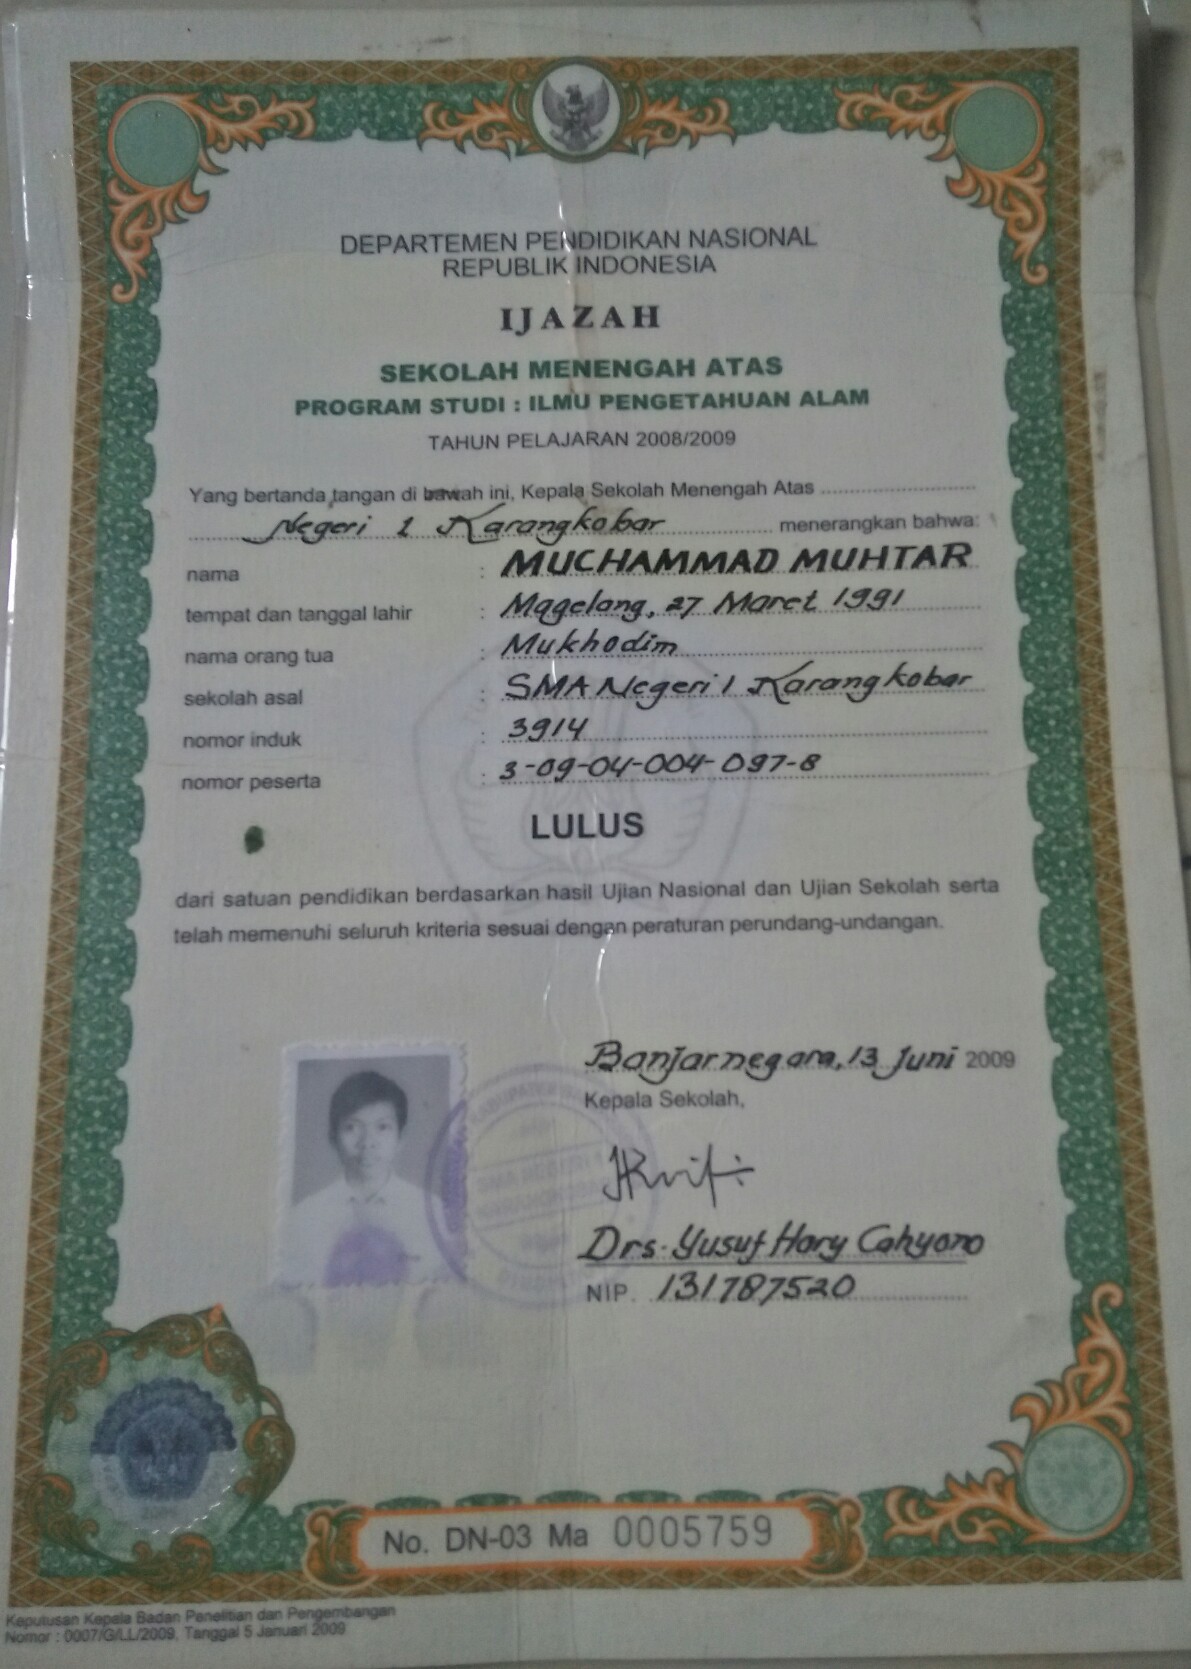 DEPARTEMEN PENDIDIKAN NASIONAL
REPUBLIK INDONESIA
IJAZAH
SEKOLAH MENENGAH ATAS
PROGRAM STUDI : ILMU PENGETAHUAN ALAM
TAHUN PELAJARAN 2008/2009
Yang bertanda tangan di bawah ini, Kepala Sekolah Menengah Atas
Negeri 1 Karangkobar menerangkan bahwa:
nama : MUCHAMMAD MUHTAR
tempat dan tanggal lahir : Magelang, 27 Maret 1991
nama orang tua : Mukhodim
sekolah asal : SMA Negeri 1 Karangkobar
nomor induk : 3914
nomor peserta : 3-09-04-004-097-8
LULUS
dari satuan pendidikan berdasarkan hasil Ujian Nasional dan Ujian Sekolah serta
telah memenuhi seluruh kriteria sesuai dengan peraturan perundang-undangan.
Banjarnegara, 13 Juni 2009
Kepala Sekolah,
Drs. Yusuf Hary Cahyono
NIP. 131787520
No. DN-03 Ma 0005759
Keputusan Kepala Badan Penelitian dan Pengembangan
Nomor : 0007/G/LL/2009, Tanggal 5 Januari 2009